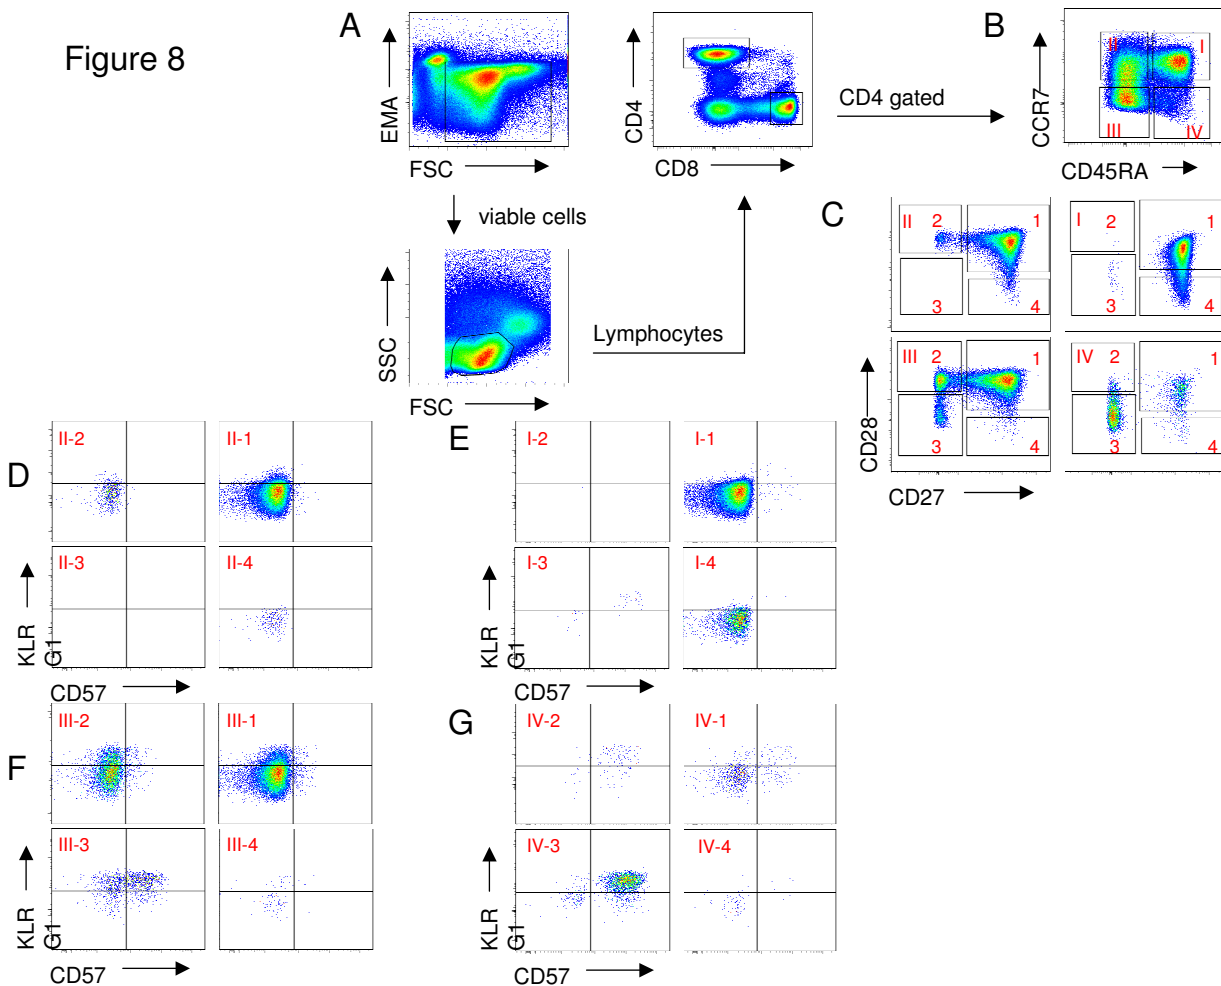 Figure 8
A
EMA
FSC
CD4
CD8
CD4 gated
B
CCR7
II
I
III
IV
CD45RA
viable cells
SSC
FSC
Lymphocytes
C
II
2
1
3
4
I
2
1
3
4
III
2
1
3
4
IV
2
1
3
4
CD28
CD27
D
II-2
II-1
II-3
II-4
KLR
G1
CD57
E
I-2
I-1
I-3
I-4
KLR
G1
CD57
F
III-2
III-1
III-3
III-4
KLR
G1
CD57
G
IV-2
IV-1
IV-3
IV-4
KLR
G1
CD57